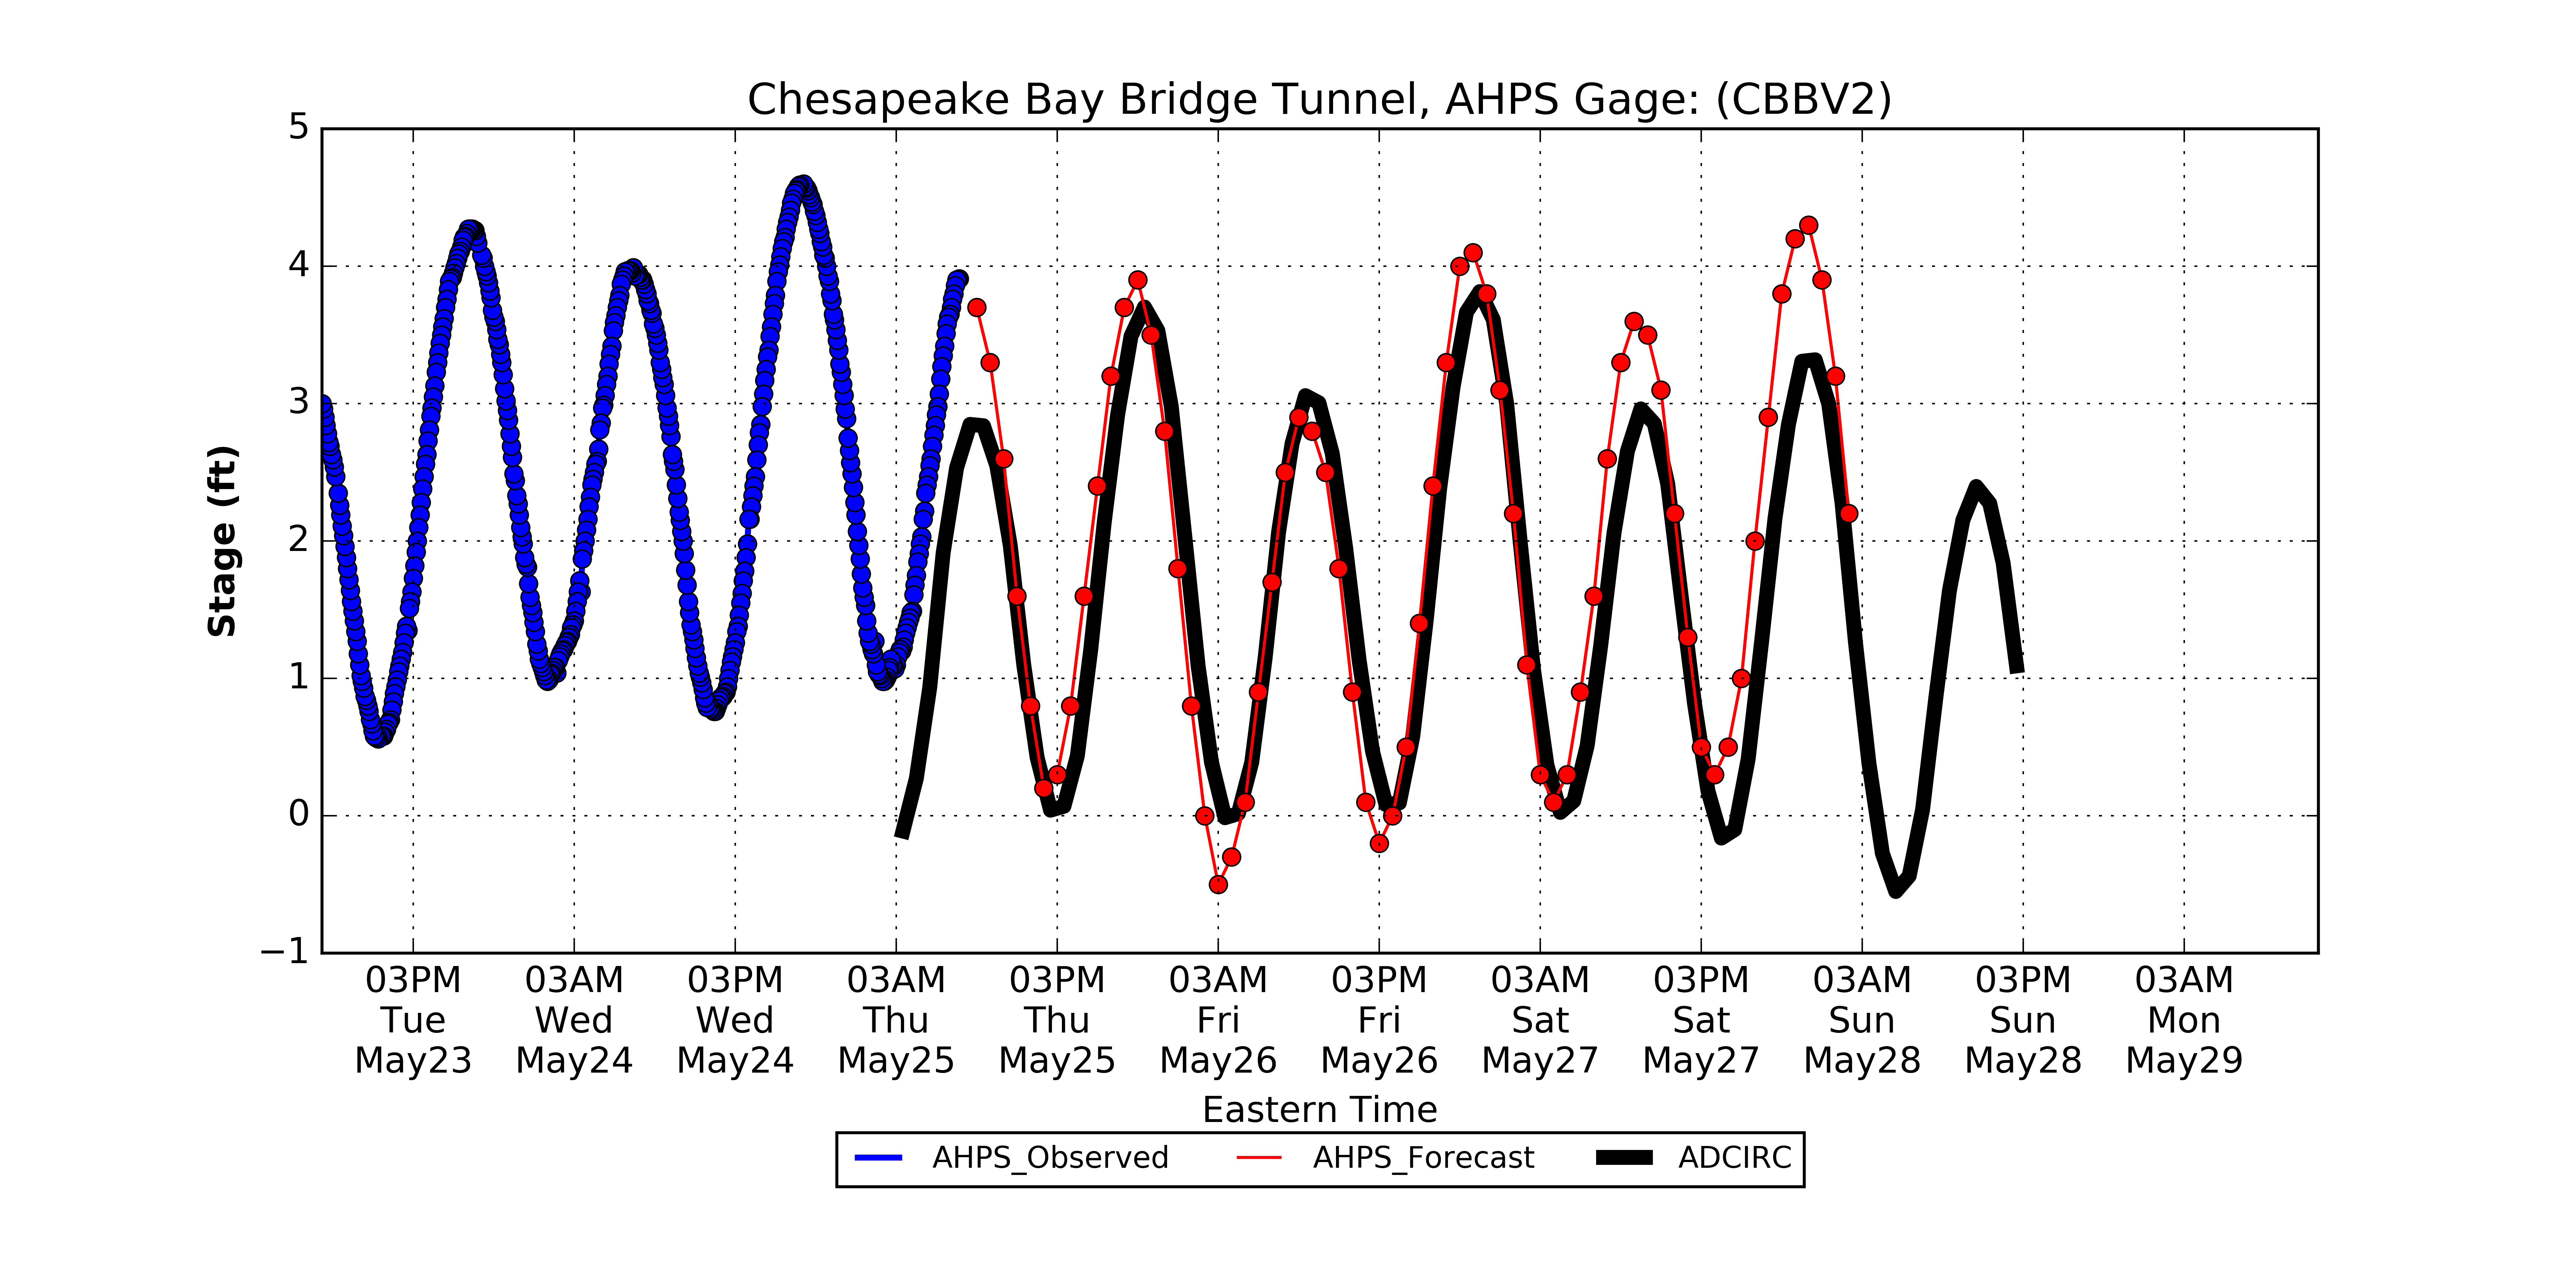 Chesapeake Bay Bridge Tunnel, AHPS Gage: (CBBV2)
5
4
3
2
1
0
−1
Stage (ft)
03PM 03AM 03PM 03AM 03PM 03AM 03PM 03AM 03PM 03AM 03PM 03AM
Tue Wed Wed Thu Thu Fri Fri Sat Sat Sun Sun Mon
May23 May24 May24 May25 May25 May26 May26 May27 May27 May28 May28 May29
Eastern Time
AHPS_Observed AHPS_Forecast ADCIRC